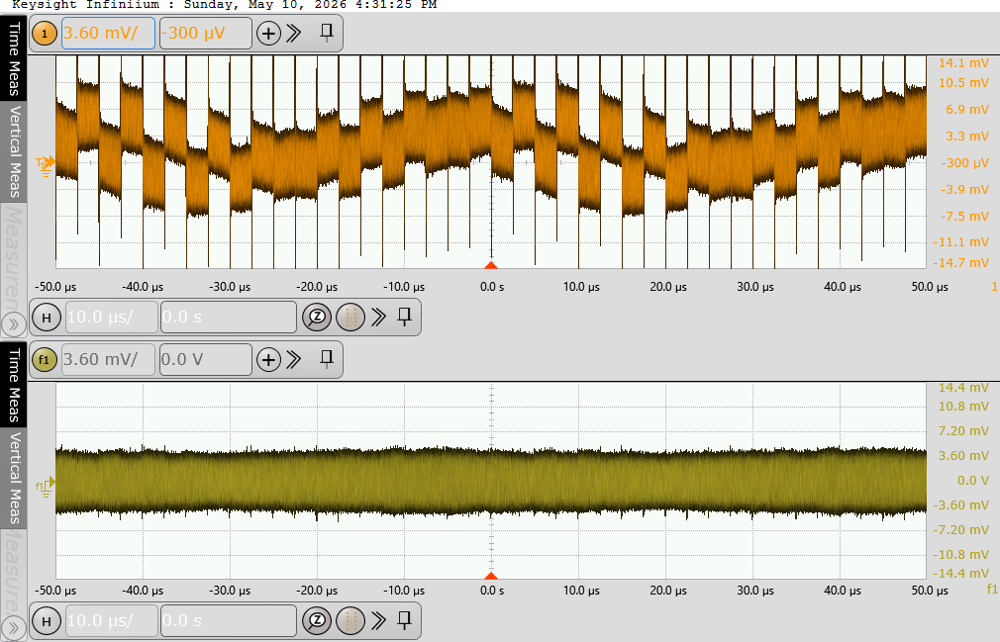 Keysight Infiniium : Sunday, May 10, 2026 4:31:25 PM
Time Meas
Vertical Meas
1
3.60 mV/
-300 µV
14.1 mV
10.5 mV
6.9 mV
3.3 mV
-300 µV
-3.9 mV
-7.5 mV
-11.1 mV
-14.7 mV
-50.0 µs
-40.0 µs
-30.0 µs
-20.0 µs
-10.0 µs
0.0 s
10.0 µs
20.0 µs
30.0 µs
40.0 µs
50.0 µs
1
H
10.0 µs/
0.0 s
Z
Time Meas
Vertical Meas
f1
3.60 mV/
0.0 V
14.4 mV
10.8 mV
7.20 mV
3.60 mV
0.0 V
-3.60 mV
-7.20 mV
-10.8 mV
-14.4 mV
-50.0 µs
-40.0 µs
-30.0 µs
-20.0 µs
-10.0 µs
0.0 s
10.0 µs
20.0 µs
30.0 µs
40.0 µs
50.0 µs
f1
H
10.0 µs/
0.0 s
Z